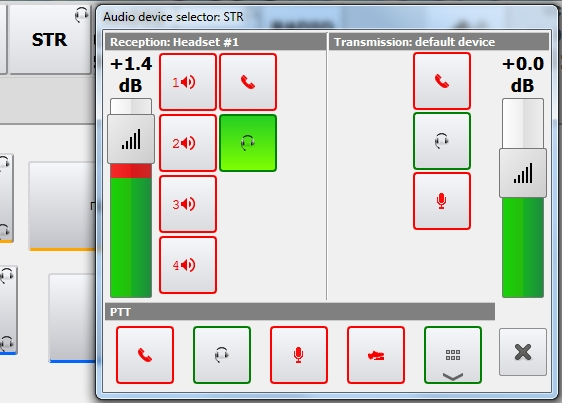 Audio device selector: STR
STR
Reception: Headset #1
Transmission: default device
+1.4
dB
+0.0
dB
1
2
3
4
PTT